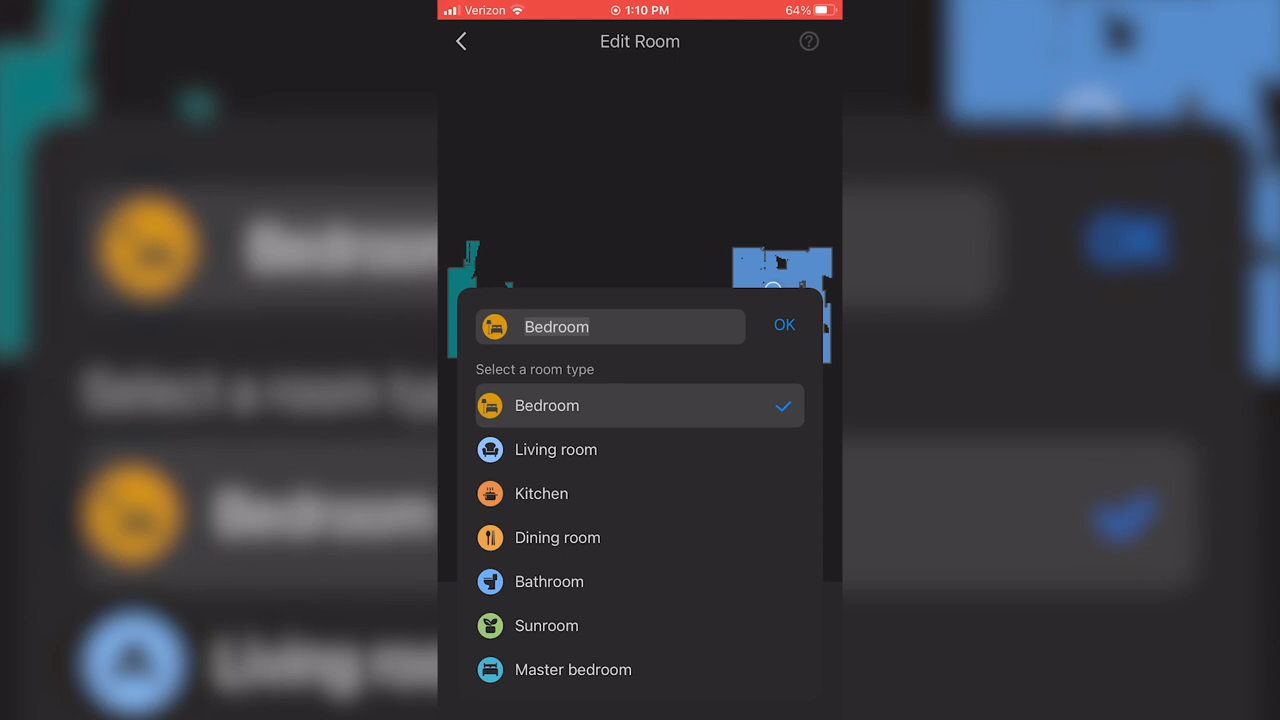 Verizon 1:10 PM 64%
Edit Room
Bedroom OK
Select a room type
Bedroom
Living room
Kitchen
Dining room
Bathroom
Sunroom
Master bedroom